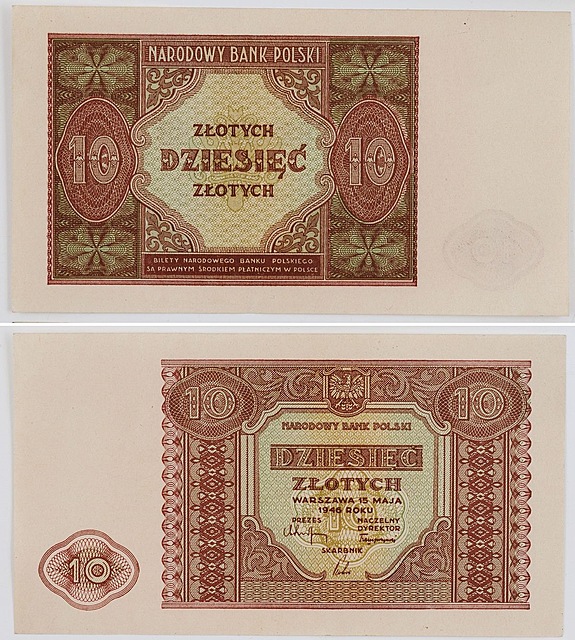 NARODOWY BANK POLSKI
ZŁOTYCH
10 DZIESIĘĆ 10
ZŁOTYCH
BILETY NARODOWEGO BANKU POLSKIEGO
SĄ PRAWNYM ŚRODKIEM PŁATNICZYM W POLSCE
10 10
NARODOWY BANK POLSKI
DZIESIĘĆ
ZŁOTYCH
WARSZAWA 15 MAJA
1946 ROKU
PREZES NACZELNY
DYREKTOR
SKARBNIK
10